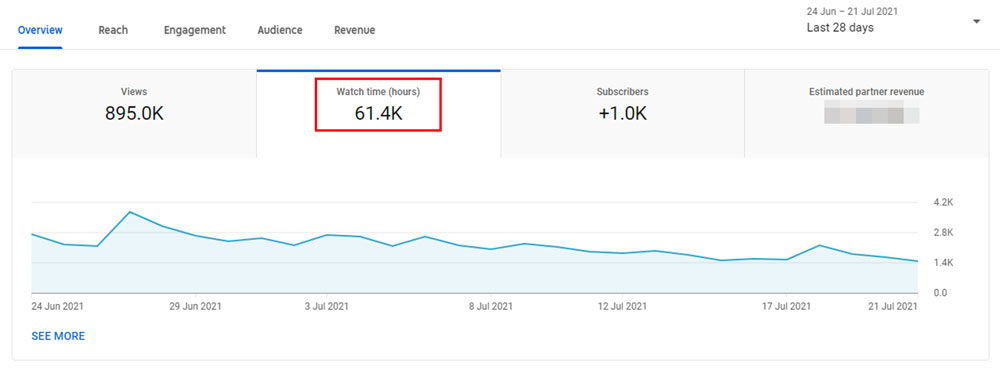 24 Jun – 21 Jul 2021
Overview Reach Engagement Audience Revenue
Last 28 days
Views
895.0K
Watch time (hours)
61.4K
Subscribers
+1.0K
Estimated partner revenue
4.2K
2.8K
1.4K
0.0
24 Jun 2021 29 Jun 2021 3 Jul 2021 8 Jul 2021 12 Jul 2021 17 Jul 2021 21 Jul 2021
SEE MORE